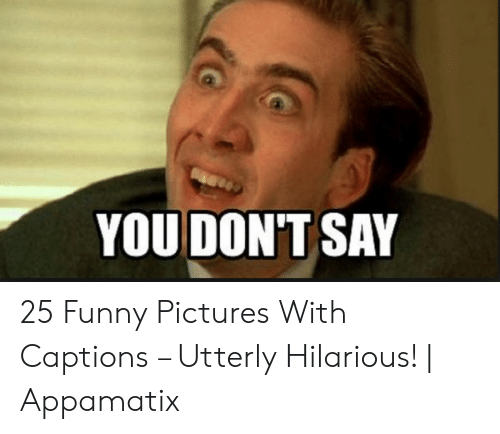 YOU DON'T SAY
25 Funny Pictures With
Captions – Utterly Hilarious! |
Appamatix